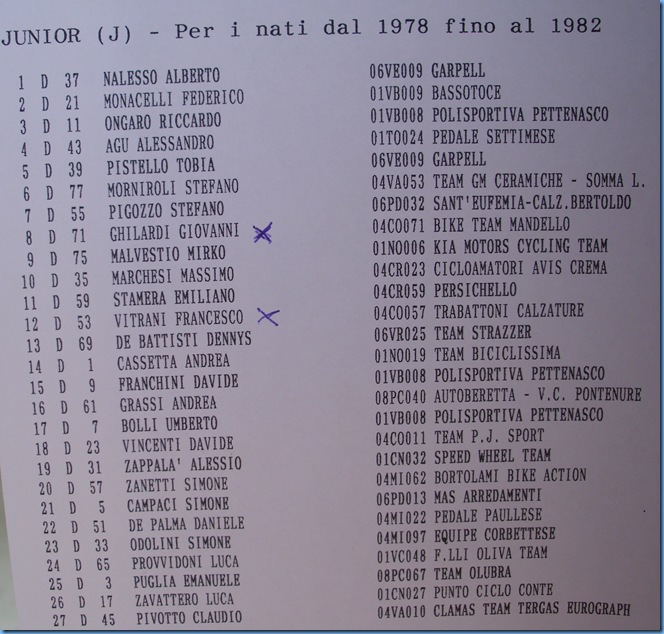 JUNIOR (J) - Per i nati dal 1978 fino al 1982
1 D 37 NALESSO ALBERTO 06VE009 GARPELL
2 D 21 MONACELLI FEDERICO 01VB009 BASSOTOCE
3 D 11 ONGARO RICCARDO 01VB008 POLISPORTIVA PETTENASCO
4 D 43 AGU ALESSANDRO 01TO024 PEDALE SETTIMESE
5 D 39 PISTELLO TOBIA 06VE009 GARPELL
6 D 77 MORNIROLI STEFANO 04VA053 TEAM GM CERAMICHE - SOMMA L.
7 D 55 PIGOZZO STEFANO 06PD032 SANT'EUFEMIA-CALZ.BERTOLDO
8 D 71 GHILARDI GIOVANNI 04CO071 BIKE TEAM MANDELLO
9 D 75 MALVESTIO MIRKO 01NO006 KIA MOTORS CYCLING TEAM
10 D 35 MARCHESI MASSIMO 04CR023 CICLOAMATORI AVIS CREMA
11 D 59 STAMERA EMILIANO 04CR059 PERSICHELLO
12 D 53 VITRANI FRANCESCO 04CO057 TRABATTONI CALZATURE
13 D 69 DE BATTISTI DENNYS 06VR025 TEAM STRAZZER
14 D 1 CASSETTA ANDREA 01NO019 TEAM BICICLISSIMA
15 D 9 FRANCHINI DAVIDE 01VB008 POLISPORTIVA PETTENASCO
16 D 61 GRASSI ANDREA 08PC040 AUTOBERETTA - V.C. PONTENURE
17 D 7 BOLLI UMBERTO 01VB008 POLISPORTIVA PETTENASCO
18 D 23 VINCENTI DAVIDE 04CO011 TEAM P.J. SPORT
19 D 31 ZAPPALA' ALESSIO 01CN032 SPEED WHEEL TEAM
20 D 57 ZANETTI SIMONE 04MI062 BORTOLAMI BIKE ACTION
21 D 5 CAMPACI SIMONE 06PD013 MAS ARREDAMENTI
22 D 51 DE PALMA DANIELE 04MI022 PEDALE PAULLESE
23 D 33 ODOLINI SIMONE 04MI097 EQUIPE CORBETTESE
24 D 65 PROVVIDONI LUCA 01VC048 F.LLI OLIVA TEAM
25 D 3 PUGLIA EMANUELE 08PC067 TEAM OLUBRA
26 D 17 ZAVATTERO LUCA 01CN027 PUNTO CICLO CONTE
27 D 45 PIVOTTO CLAUDIO 04VA010 CLAMAS TEAM TERGAS EUROGRAPH